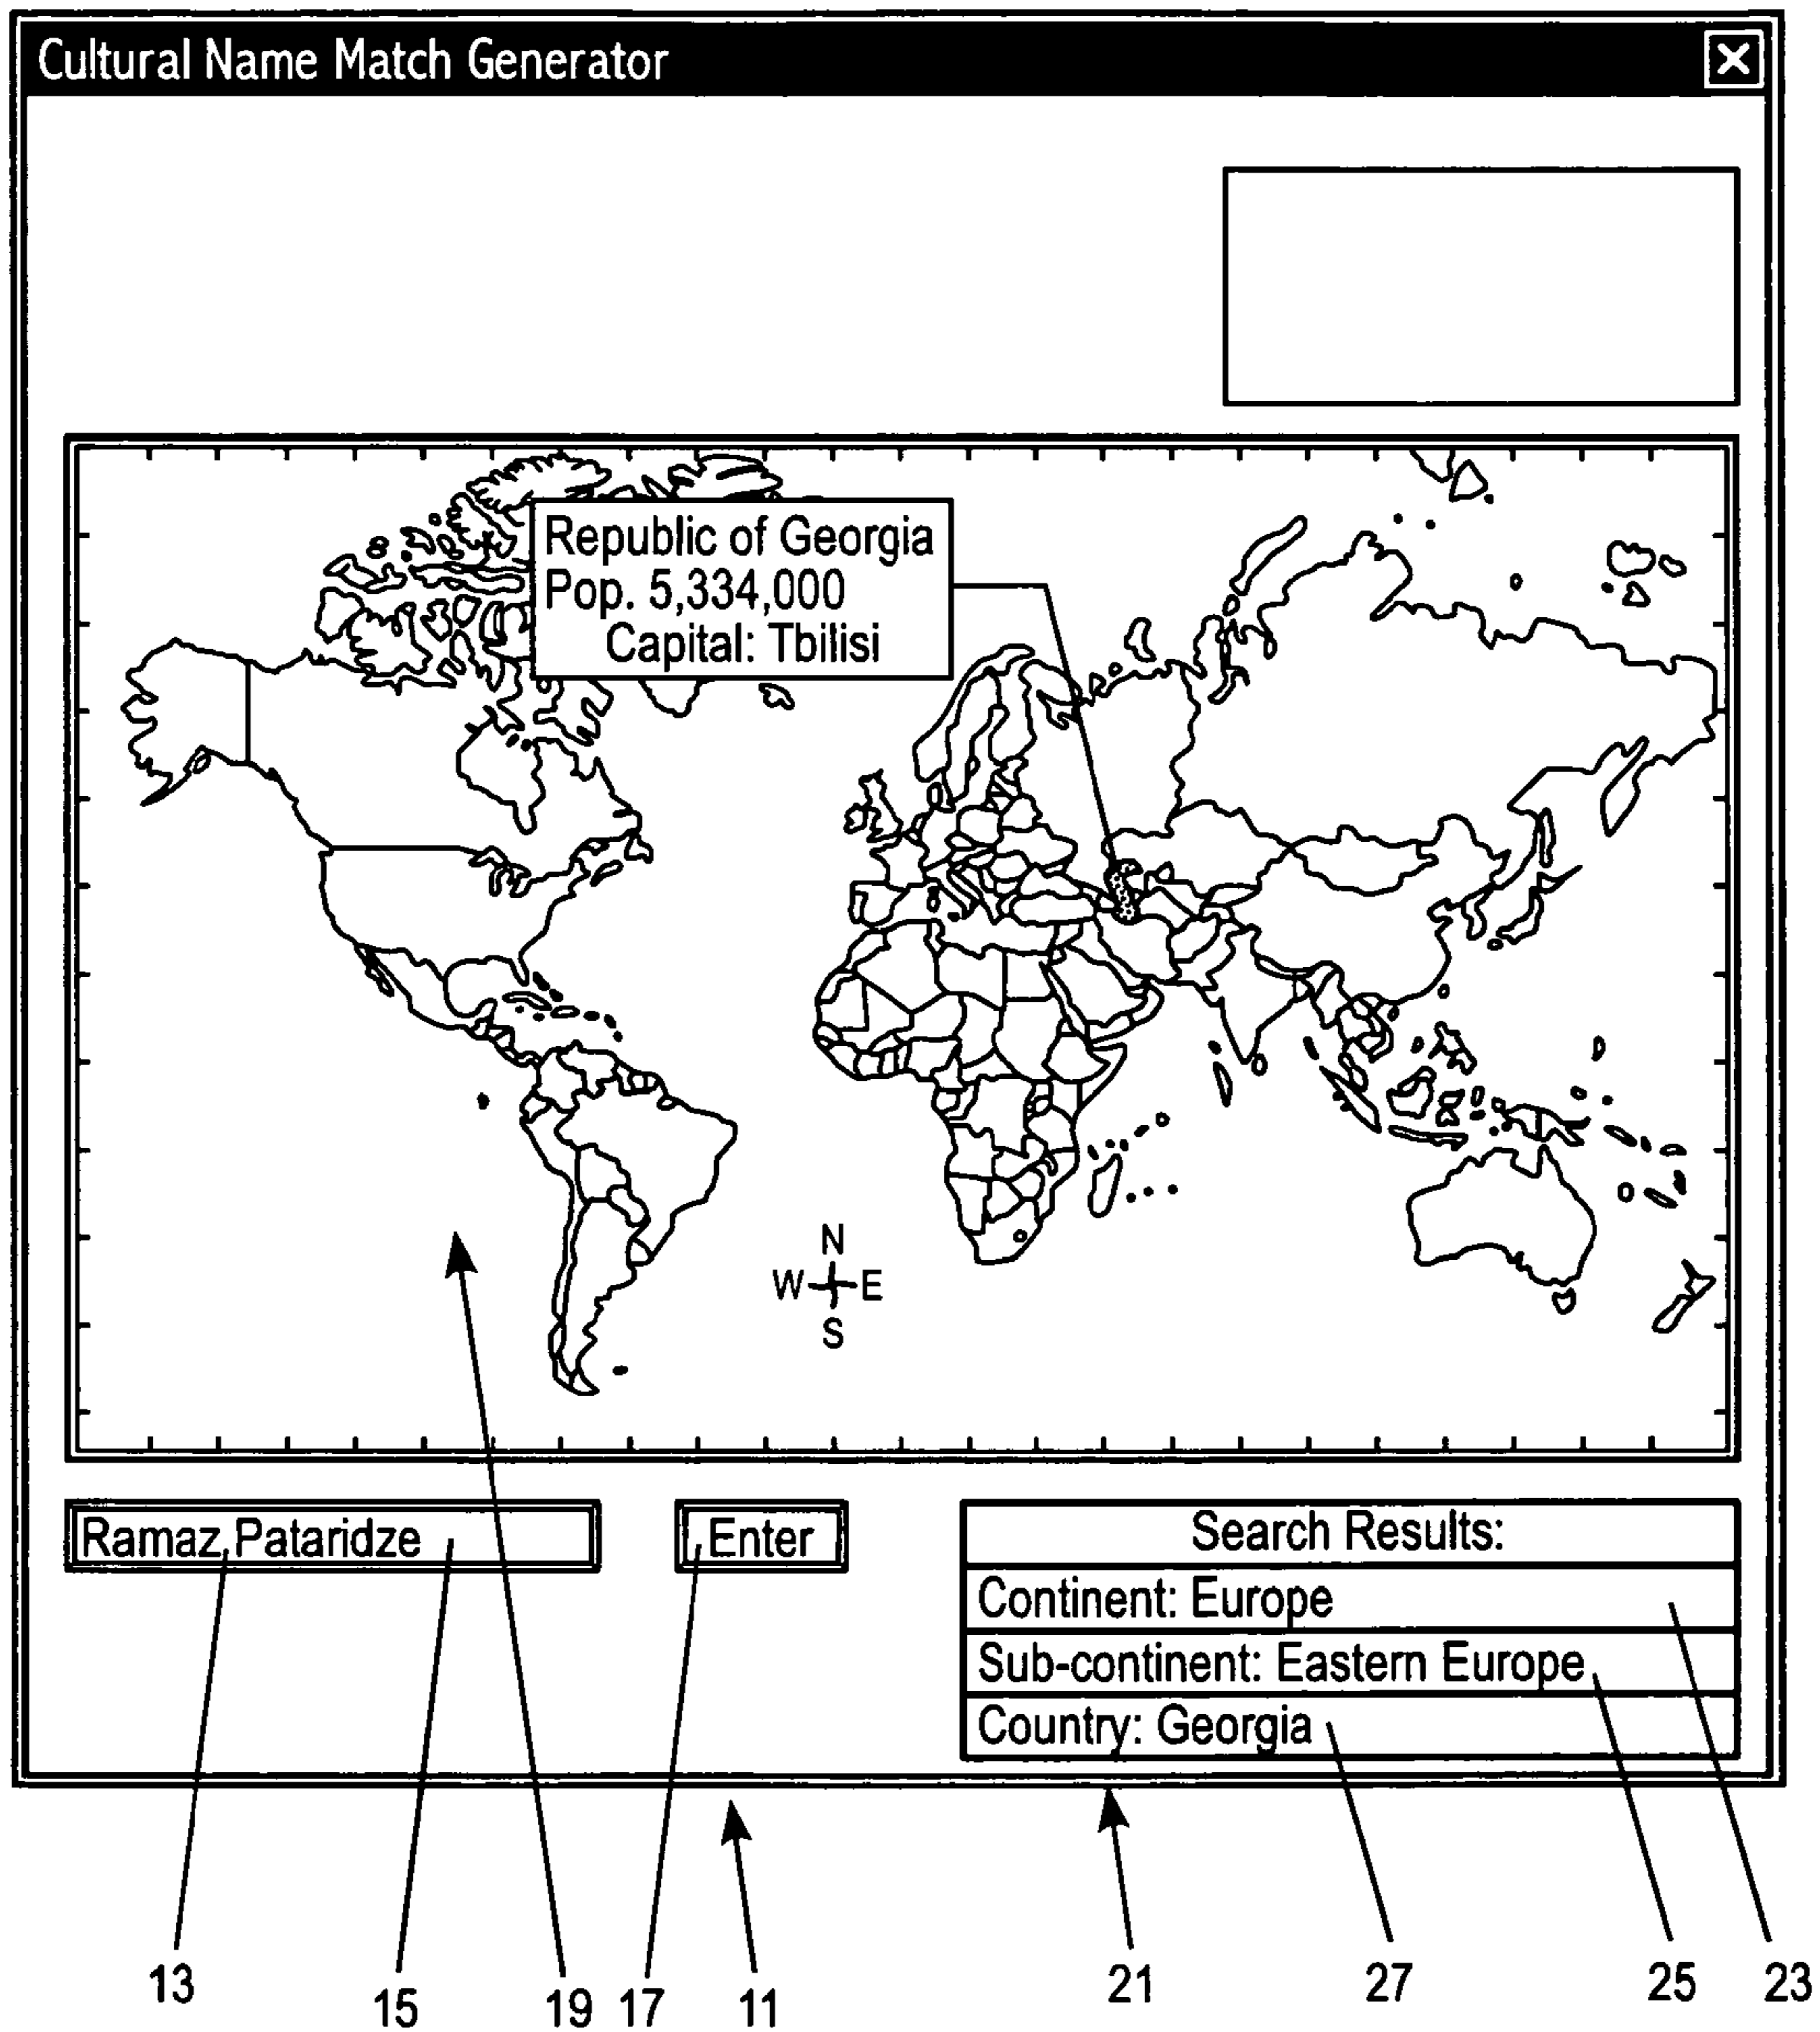 Cultural Name Match Generator
Republic of Georgia
Pop. 5,334,000
Capital: Tbilisi
N
W E
S
Ramaz Pataridze
Enter
Search Results:
Continent: Europe
Sub-continent: Eastern Europe
Country: Georgia
13
15
19
17
11
21
27
25
23